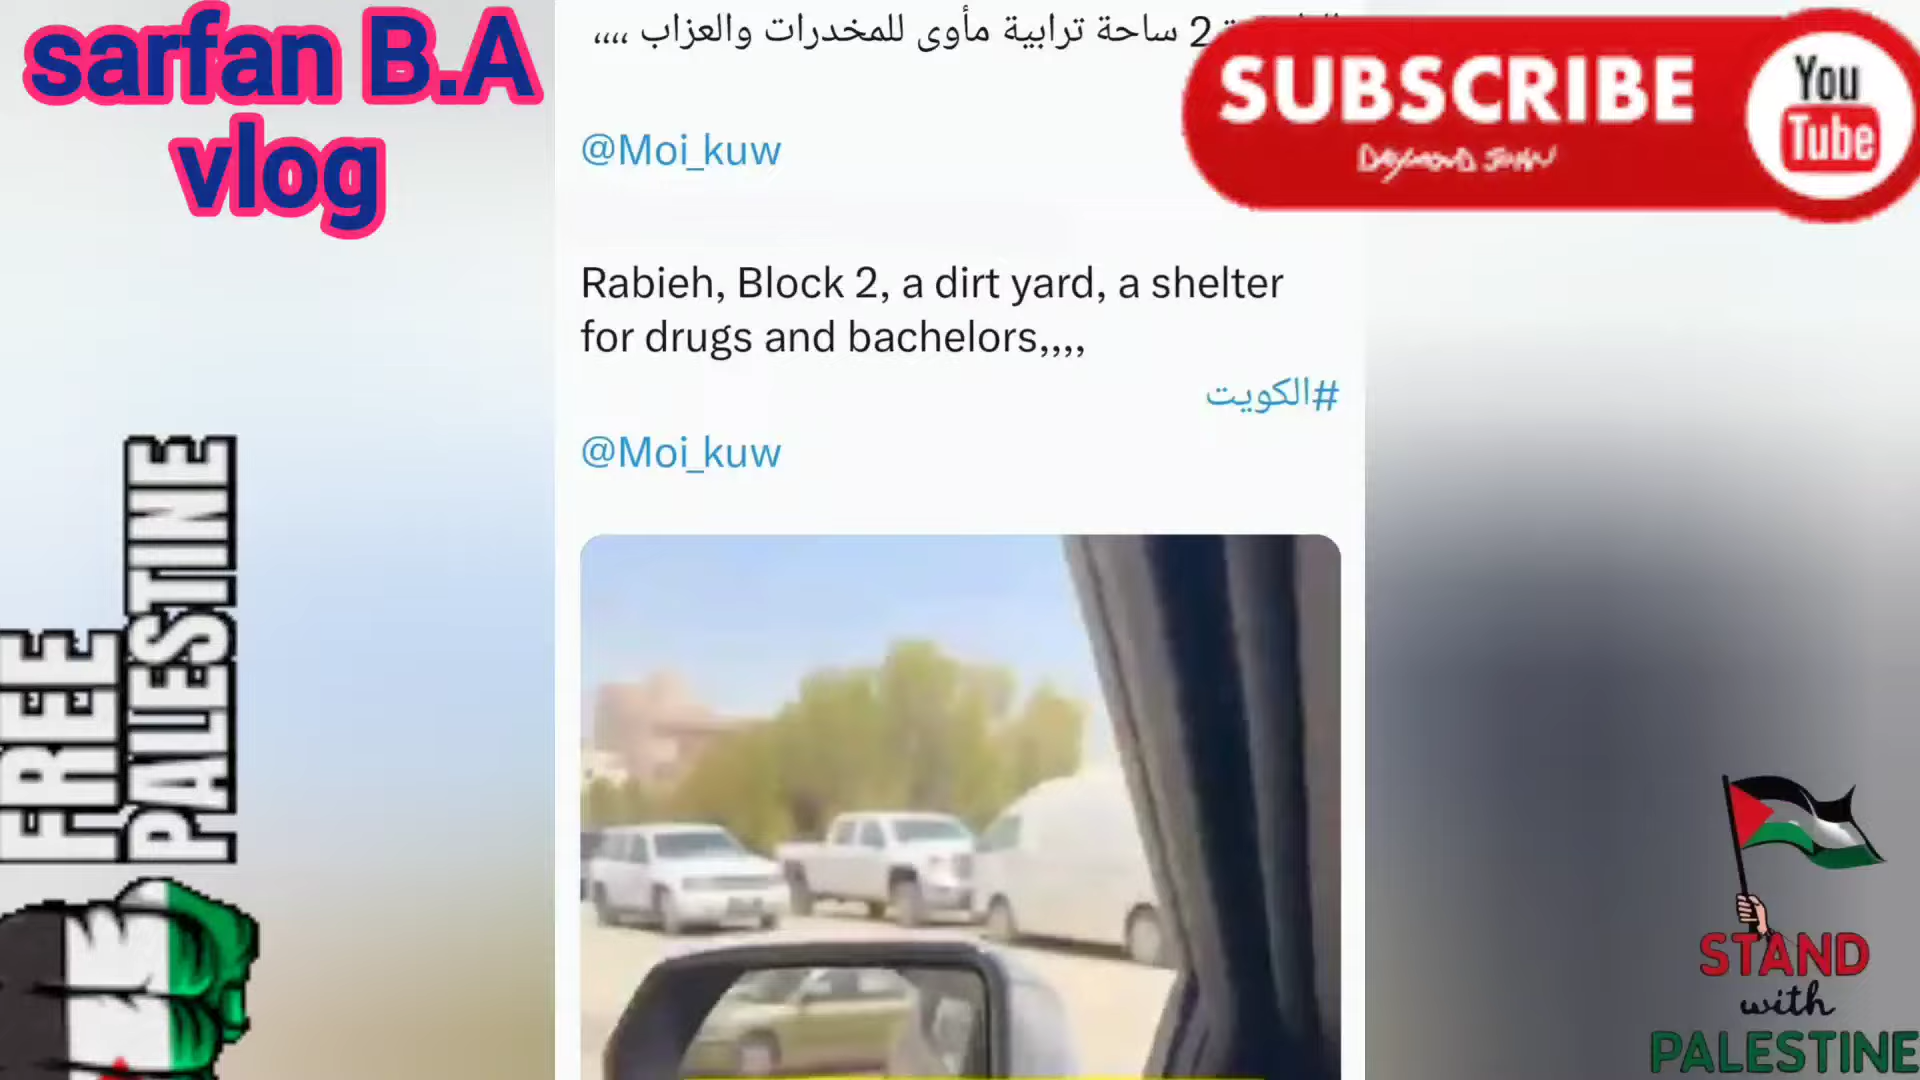 sarfan B.A
vlog
2 ساحة ترابية مأوى للمخدرات والعزاب ,,,,
@Moi_kuw
SUBSCRIBE
You
Tube
Rabieh, Block 2, a dirt yard, a shelter
for drugs and bachelors,,,,
#الكويت
@Moi_kuw
FREE
PALESTINE
STAND
with
PALESTINE